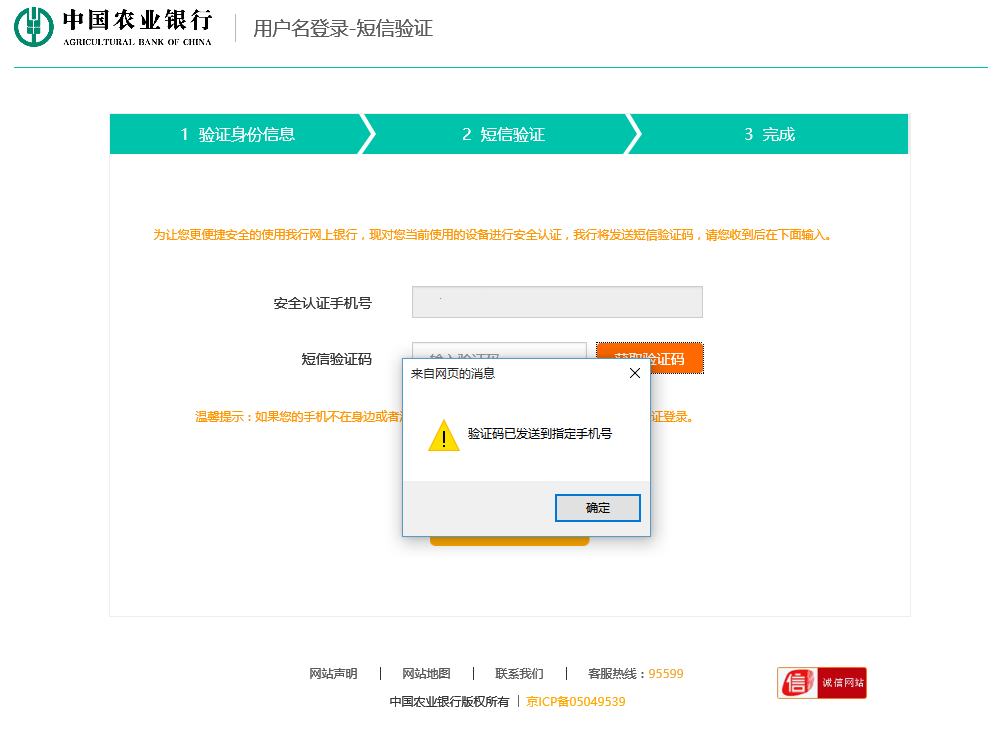 中国农业银行
AGRICULTURAL BANK OF CHINA
用户名登录-短信验证
1 验证身份信息
2 短信验证
3 完成
为让您更便捷安全的使用我行网上银行，现对您当前使用的设备进行安全认证，我行将发送短信验证码，请您收到后在下面输入。
安全认证手机号
短信验证码
输入验证码
获取验证码
来自网页的消息
温馨提示：如果您的手机不在身边或者
证登录。
验证码已发送到指定手机号
确定
网站声明 | 网站地图 | 联系我们 | 客服热线：95599
中国农业银行版权所有 | 京ICP备05049539
信 诚信网站